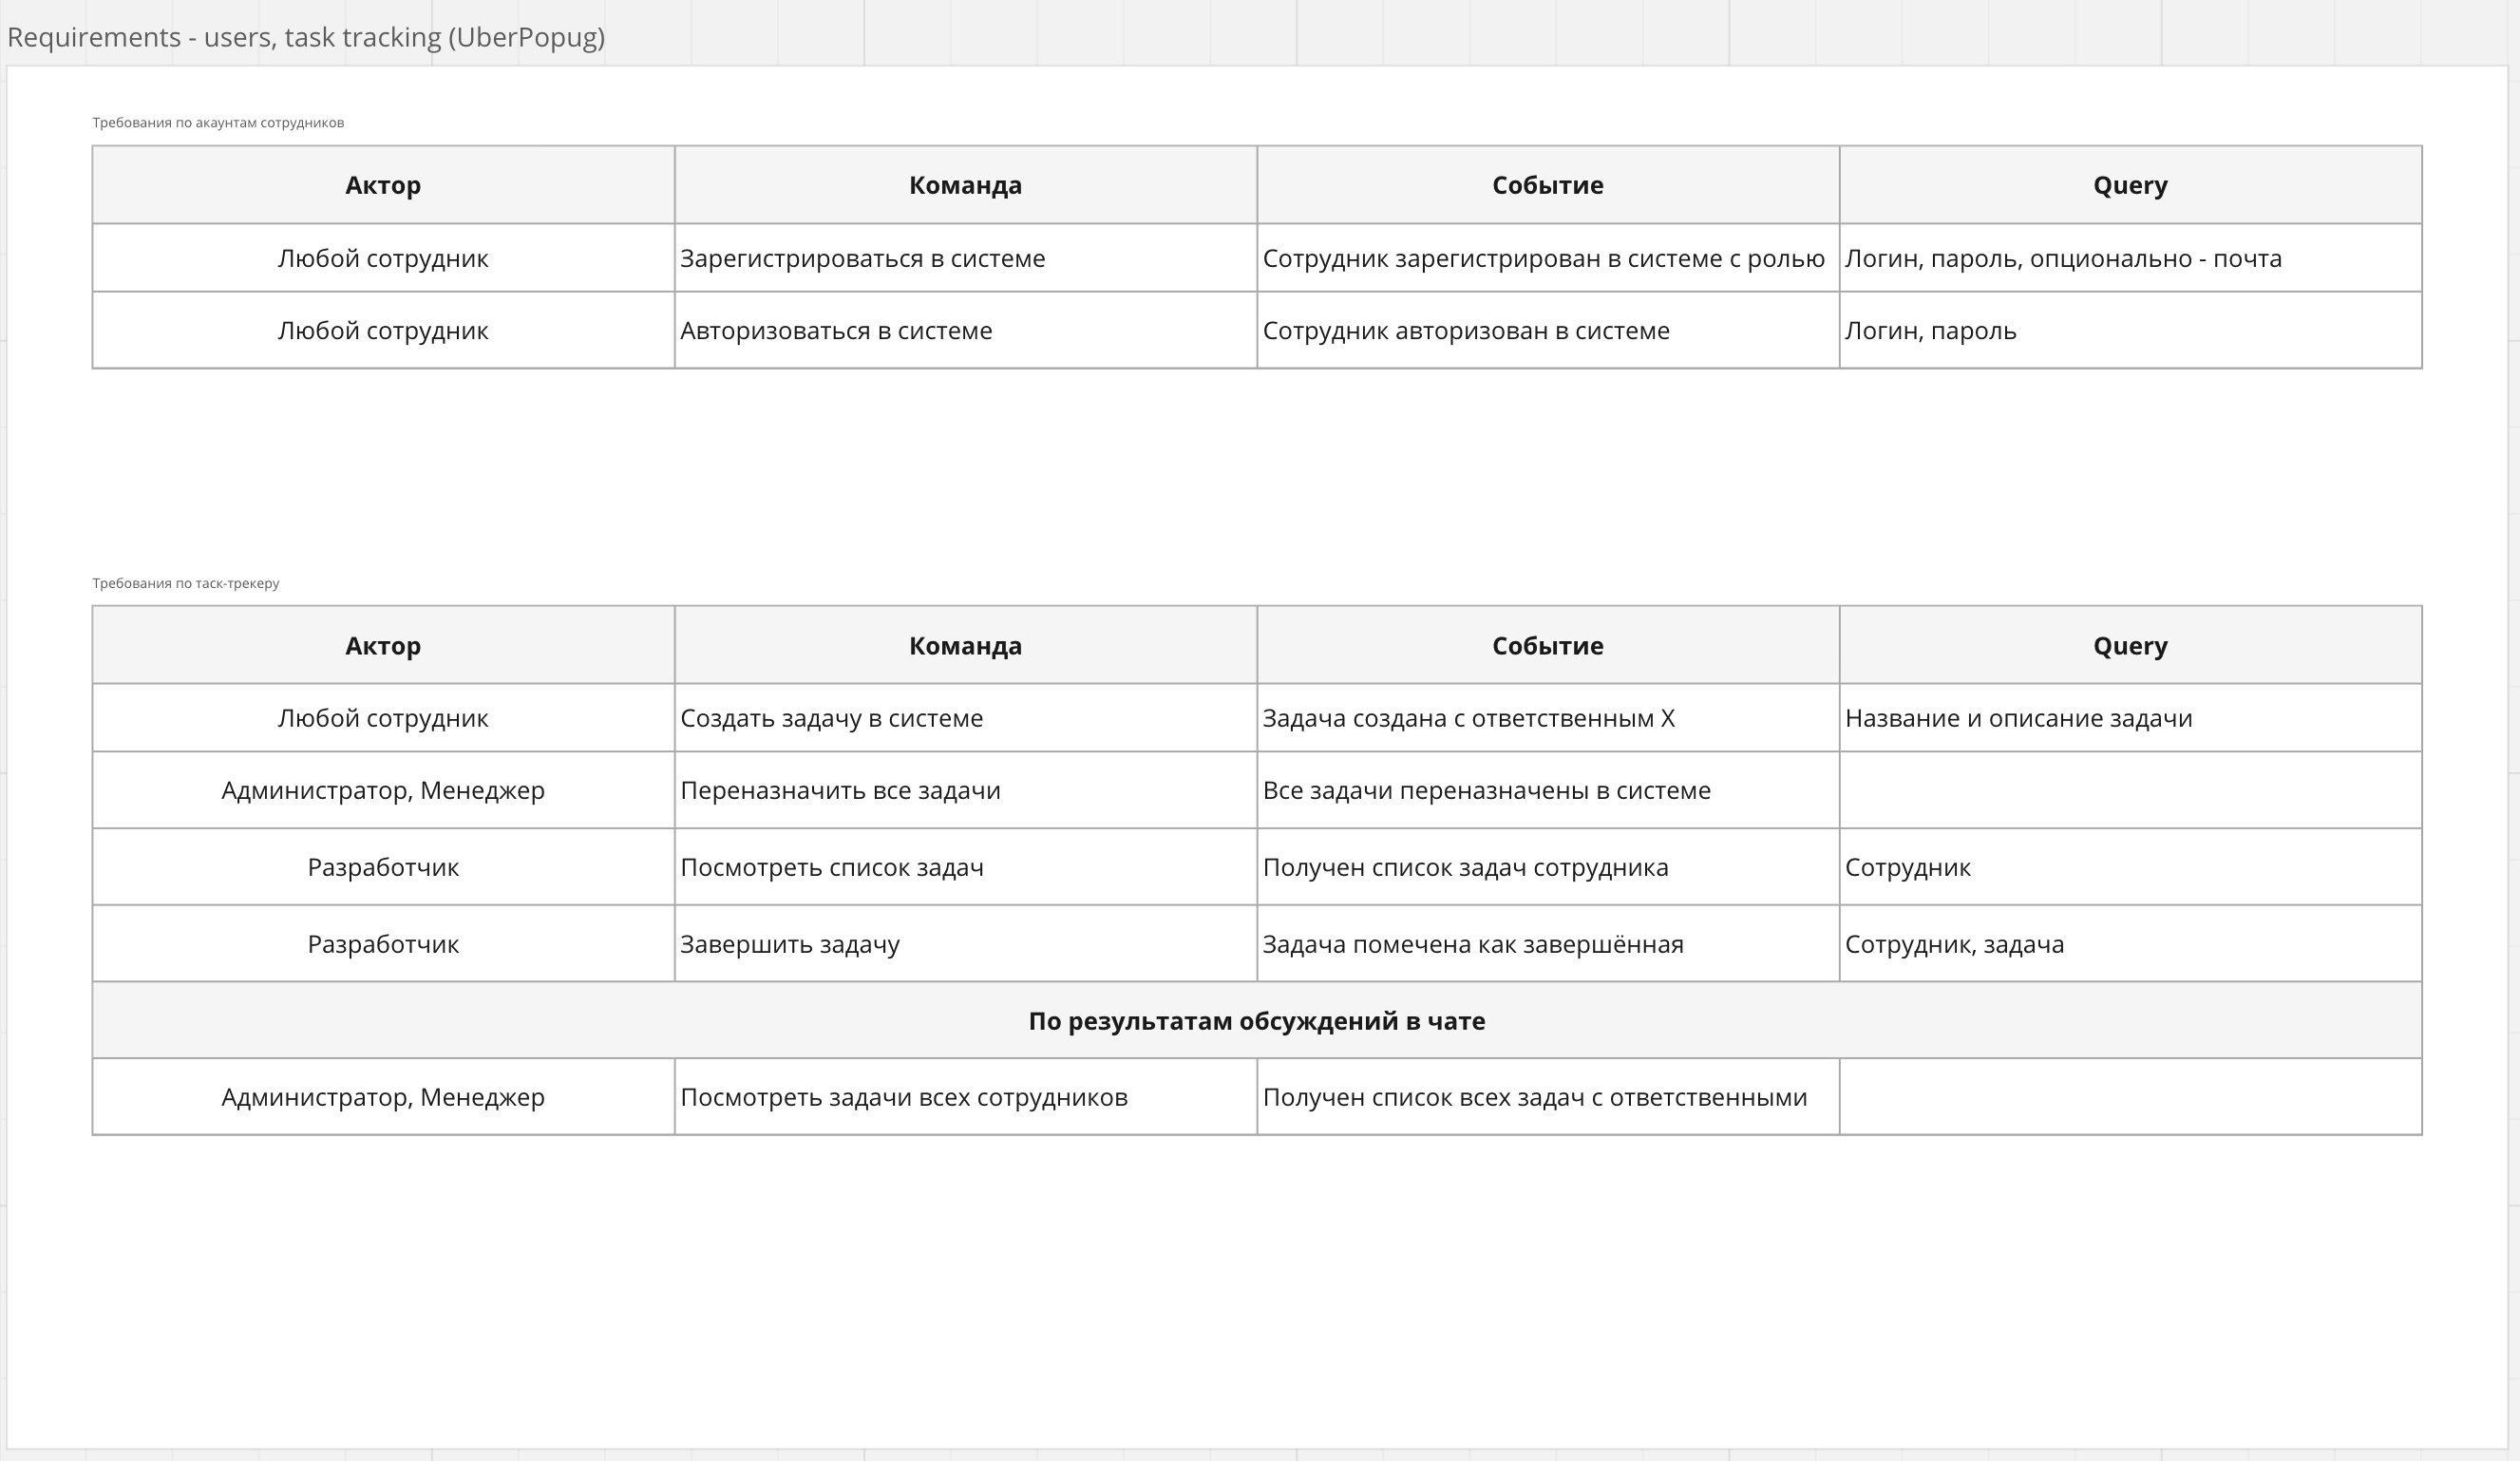 Requirements - users, task tracking (UberPopug)
Требования по акаунтам сотрудников
Актор Команда Событие Query
Любой сотрудник Зарегистрироваться в системе Сотрудник зарегистрирован в системе с ролью Логин, пароль, опционально - почта
Любой сотрудник Авторизоваться в системе Сотрудник авторизован в системе Логин, пароль
Требования по таск-трекеру
Актор Команда Событие Query
Любой сотрудник Создать задачу в системе Задача создана с ответственным Х Название и описание задачи
Администратор, Менеджер Переназначить все задачи Все задачи переназначены в системе
Разработчик Посмотреть список задач Получен список задач сотрудника Сотрудник
Разработчик Завершить задачу Задача помечена как завершённая Сотрудник, задача
По результатам обсуждений в чате
Администратор, Менеджер Посмотреть задачи всех сотрудников Получен список всех задач с ответственными